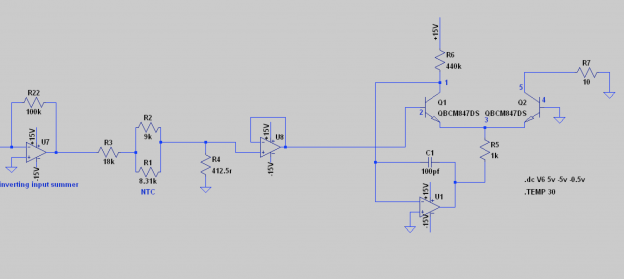 +15V
R6
440k
R7
10
1
5
R22
100k
Q1
Q2
4
2
QBCM847DS
QBCM847DS
3
+15V
U7
-15V
R3
18k
R2
9k
R1
8.31k
NTC
R4
412.5r
+15V
U8
-15V
R5
1k
C1
100pf
+15V
U1
-15V
nverting input summer
.dc V6 5v -5v -0.5v
.TEMP 30